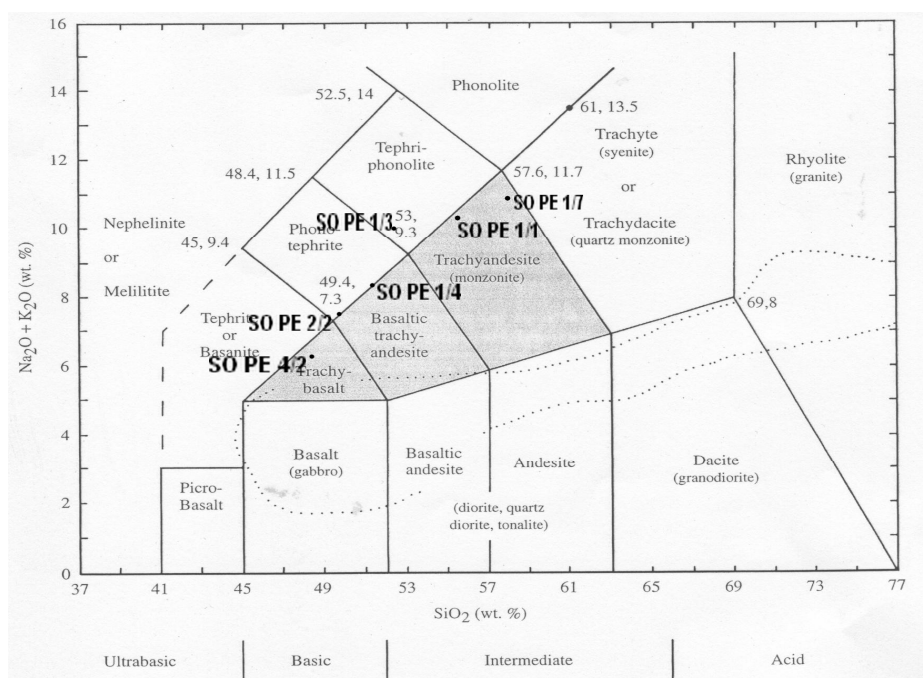 16
14
12
10
8
6
4
2
0
Na₂O + K₂O (wt. %)
Phonolite
52.5, 14
61, 13.5
Tephri-
phonolite
Trachyte
(syenite)
or
Trachydacite
(quartz monzonite)
Rhyolite
(granite)
48.4, 11.5
57.6, 11.7
SO PE 1/7
SO PE 1/1
SO PE 1/3
53,
9.3
Nephelinite
or
Melilitite
45, 9.4
Phono
tephrite
Trachyandesite
(monzonite)
49.4,
7.3
SO PE 1/4
SO PE 2/2
Tephrite
or
Basanite
Basaltic
trachy-
andesite
69,8
SO PE 4/2
Trachy-
basalt
Basalt
(gabbro)
Basaltic
andesite
Andesite
Dacite
(granodiorite)
Picro-
Basalt
(diorite, quartz
diorite, tonalite)
37
41
45
49
53
57
61
65
69
73
77
SiO₂ (wt. %)
Ultrabasic
Basic
Intermediate
Acid